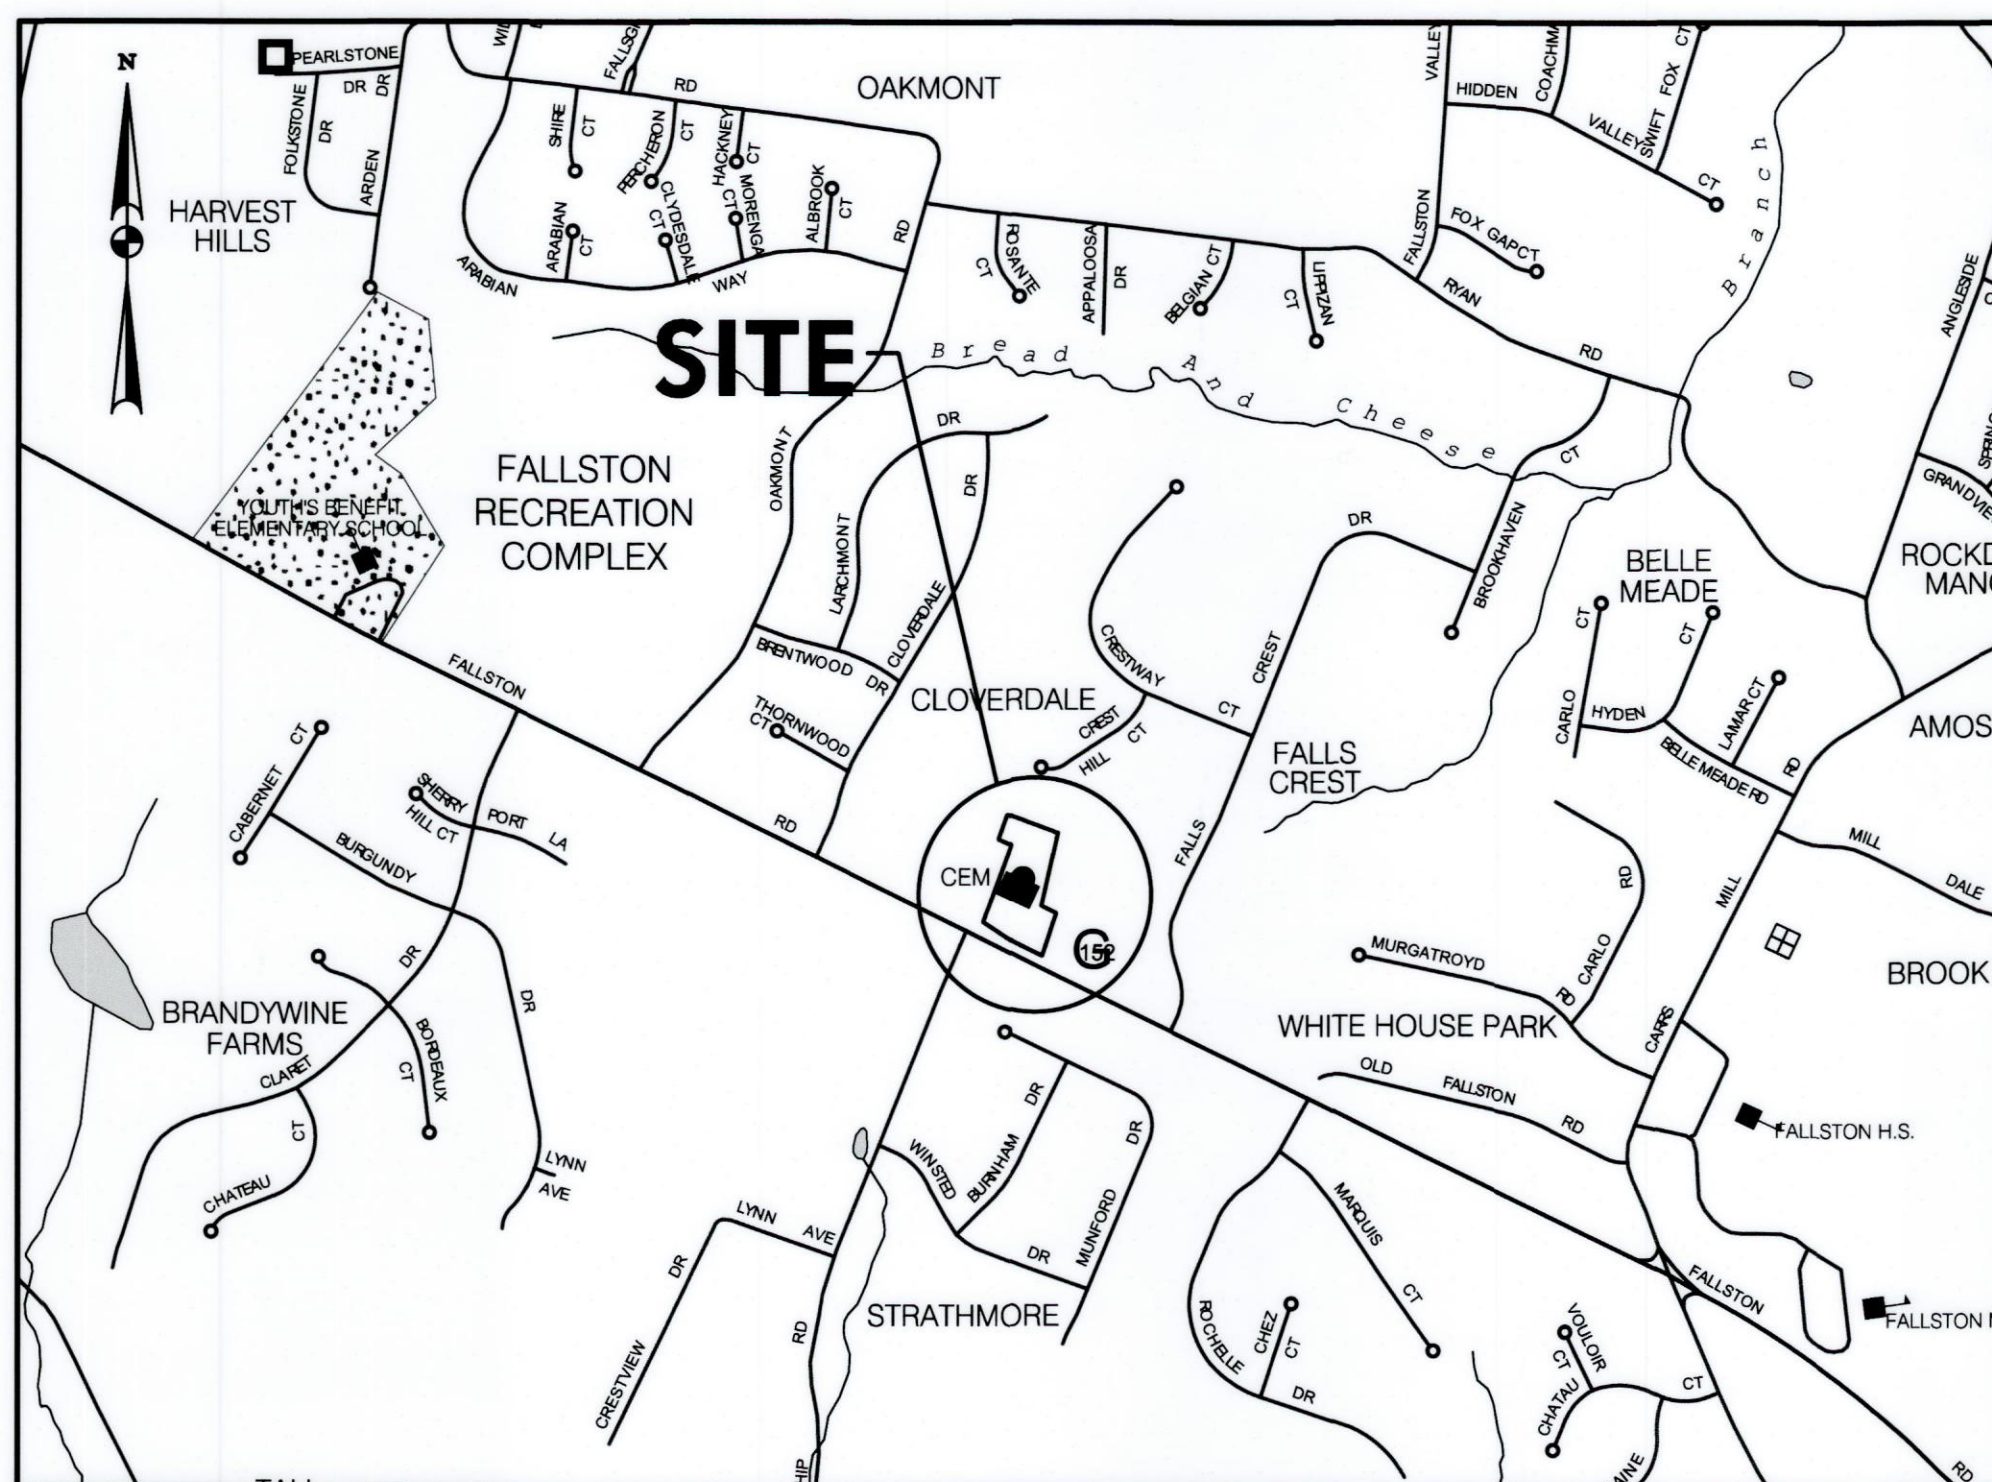 N
PEARLSTONE
DR
DR
FOLKSTONE
DR
ARDEN
HARVEST
HILLS
RD
OAKMONT
SHIRE
CT
PERCHERON
CT
HACKNEY
CT
MORENGA
CT
CLYDESDALE
CT
ALBROOK
CT
ARABIAN
CT
ARABIAN
WAY
RD
VALLEY
HIDDEN
VALLEY
CT
SWIFT FOX CT
FALLSTON
FOX GAP CT
Branch
ROSANTE
CT
APPALOOSA
DR
BELGIAN CT
LIPPIZAN
CT
RYAN
RD
ANGLESIDE
SITE
Bread And Cheese
DR
OAKMONT
FALLSTON
RECREATION
COMPLEX
YOUTH'S BENEFIT
ELEMENTARY SCHOOL
LARCHMONT
DR
CLOVERDALE
BRENTWOOD
DR
THORNWOOD
CT
CLOVERDALE
CRESTWAY
CT
CREST
HILL
CT
DR
CREST
FALLS
FALLS
CREST
BROOKHAVEN
CT
BELLE
MEADE
CT
CARLO
CT
HYDEN
LAMAR CT
BELLE MEADE RD
RD
FALLSTON
RD
CABERNET
CT
SHERRY
HILL CT
PORT
LA
BURGUNDY
DR
DR
BRANDYWINE
FARMS
CLARET
CT
BORDEAUX
CT
CHATEAU
LYNN
AVE
CEM
C
152
MURGATROYD
RD
CARLO
RD
WHITE HOUSE PARK
OLD
FALLSTON
RD
MILL
CARRS
MILL
DALE
FALLSTON H.S.
WINSTED
BURNHAM
DR
DR
DR
MUNFORD
STRATHMORE
LYNN
AVE
DR
CRESTVIEW
RD
MARQUIS
CT
ROCHELLE
CHEZ
CT
DR
FALLSTON
FALLSTON
VOULOIR
CT
CHATAU
CT
RD